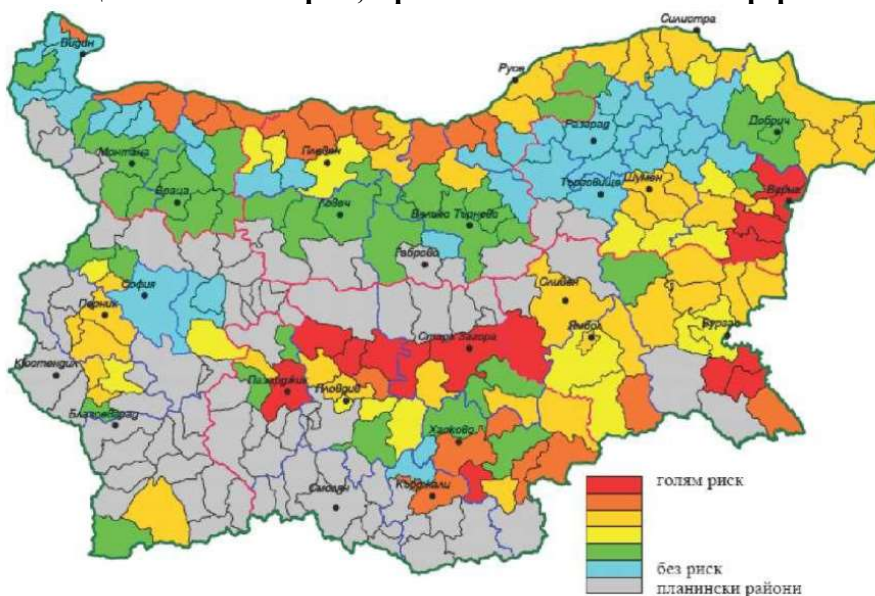 Силистра
Видин
Русе
Добрич
Разград
Монтана
Плевен
Шумен
Варна
Враца
Търговище
Ловеч
Велико Търново
Габрово
София
Сливен
Перник
Ямбол
Бургас
Стара Загора
Кюстендил
Пазарджик
Пловдив
Благоевград
Хасково
Смолян
Кърджали
голям риск
без риск
планински райони